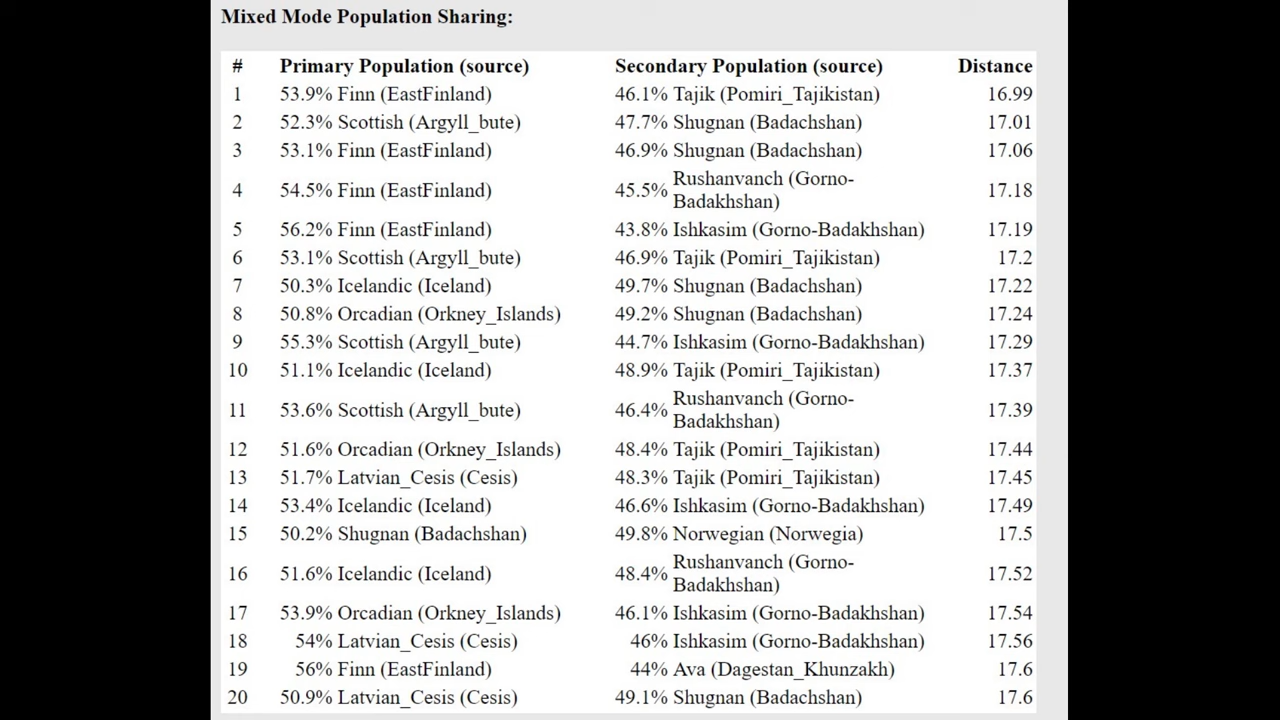 Mixed Mode Population Sharing:
# Primary Population (source) Secondary Population (source) Distance
1 53.9% Finn (EastFinland) 46.1% Tajik (Pomiri_Tajikistan) 16.99
2 52.3% Scottish (Argyll_bute) 47.7% Shugnan (Badachshan) 17.01
3 53.1% Finn (EastFinland) 46.9% Shugnan (Badachshan) 17.06
4 54.5% Finn (EastFinland) 45.5% Rushanvanch (Gorno-
Badakhshan) 17.18
5 56.2% Finn (EastFinland) 43.8% Ishkasim (Gorno-Badakhshan) 17.19
6 53.1% Scottish (Argyll_bute) 46.9% Tajik (Pomiri_Tajikistan) 17.2
7 50.3% Icelandic (Iceland) 49.7% Shugnan (Badachshan) 17.22
8 50.8% Orcadian (Orkney_Islands) 49.2% Shugnan (Badachshan) 17.24
9 55.3% Scottish (Argyll_bute) 44.7% Ishkasim (Gorno-Badakhshan) 17.29
10 51.1% Icelandic (Iceland) 48.9% Tajik (Pomiri_Tajikistan) 17.37
11 53.6% Scottish (Argyll_bute) 46.4% Rushanvanch (Gorno-
Badakhshan) 17.39
12 51.6% Orcadian (Orkney_Islands) 48.4% Tajik (Pomiri_Tajikistan) 17.44
13 51.7% Latvian_Cesis (Cesis) 48.3% Tajik (Pomiri_Tajikistan) 17.45
14 53.4% Icelandic (Iceland) 46.6% Ishkasim (Gorno-Badakhshan) 17.49
15 50.2% Shugnan (Badachshan) 49.8% Norwegian (Norwegia) 17.5
16 51.6% Icelandic (Iceland) 48.4% Rushanvanch (Gorno-
Badakhshan) 17.52
17 53.9% Orcadian (Orkney_Islands) 46.1% Ishkasim (Gorno-Badakhshan) 17.54
18 54% Latvian_Cesis (Cesis) 46% Ishkasim (Gorno-Badakhshan) 17.56
19 56% Finn (EastFinland) 44% Ava (Dagestan_Khunzakh) 17.6
20 50.9% Latvian_Cesis (Cesis) 49.1% Shugnan (Badachshan) 17.6